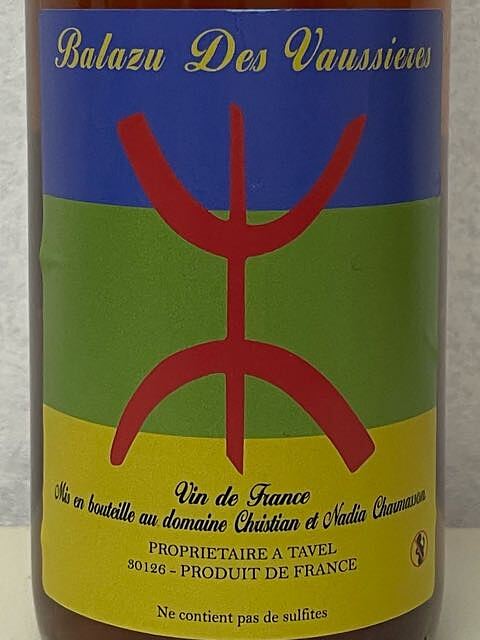 Balazu Des Vaussieres
Vin de France
Mis en bouteille au domaine Christian et Nadia Charmasson
PROPRIETAIRE A TAVEL
30126 - PRODUIT DE FRANCE
Ne contient pas de sulfites